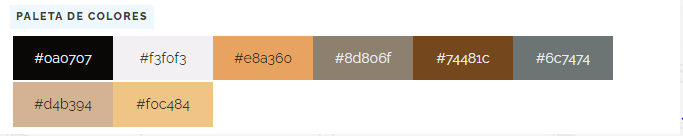 PALETA DE COLORES
#0a0707 #f3f0f3 #e8a360 #8d806f #74481c #6c7474
#d4b394 #f0c484